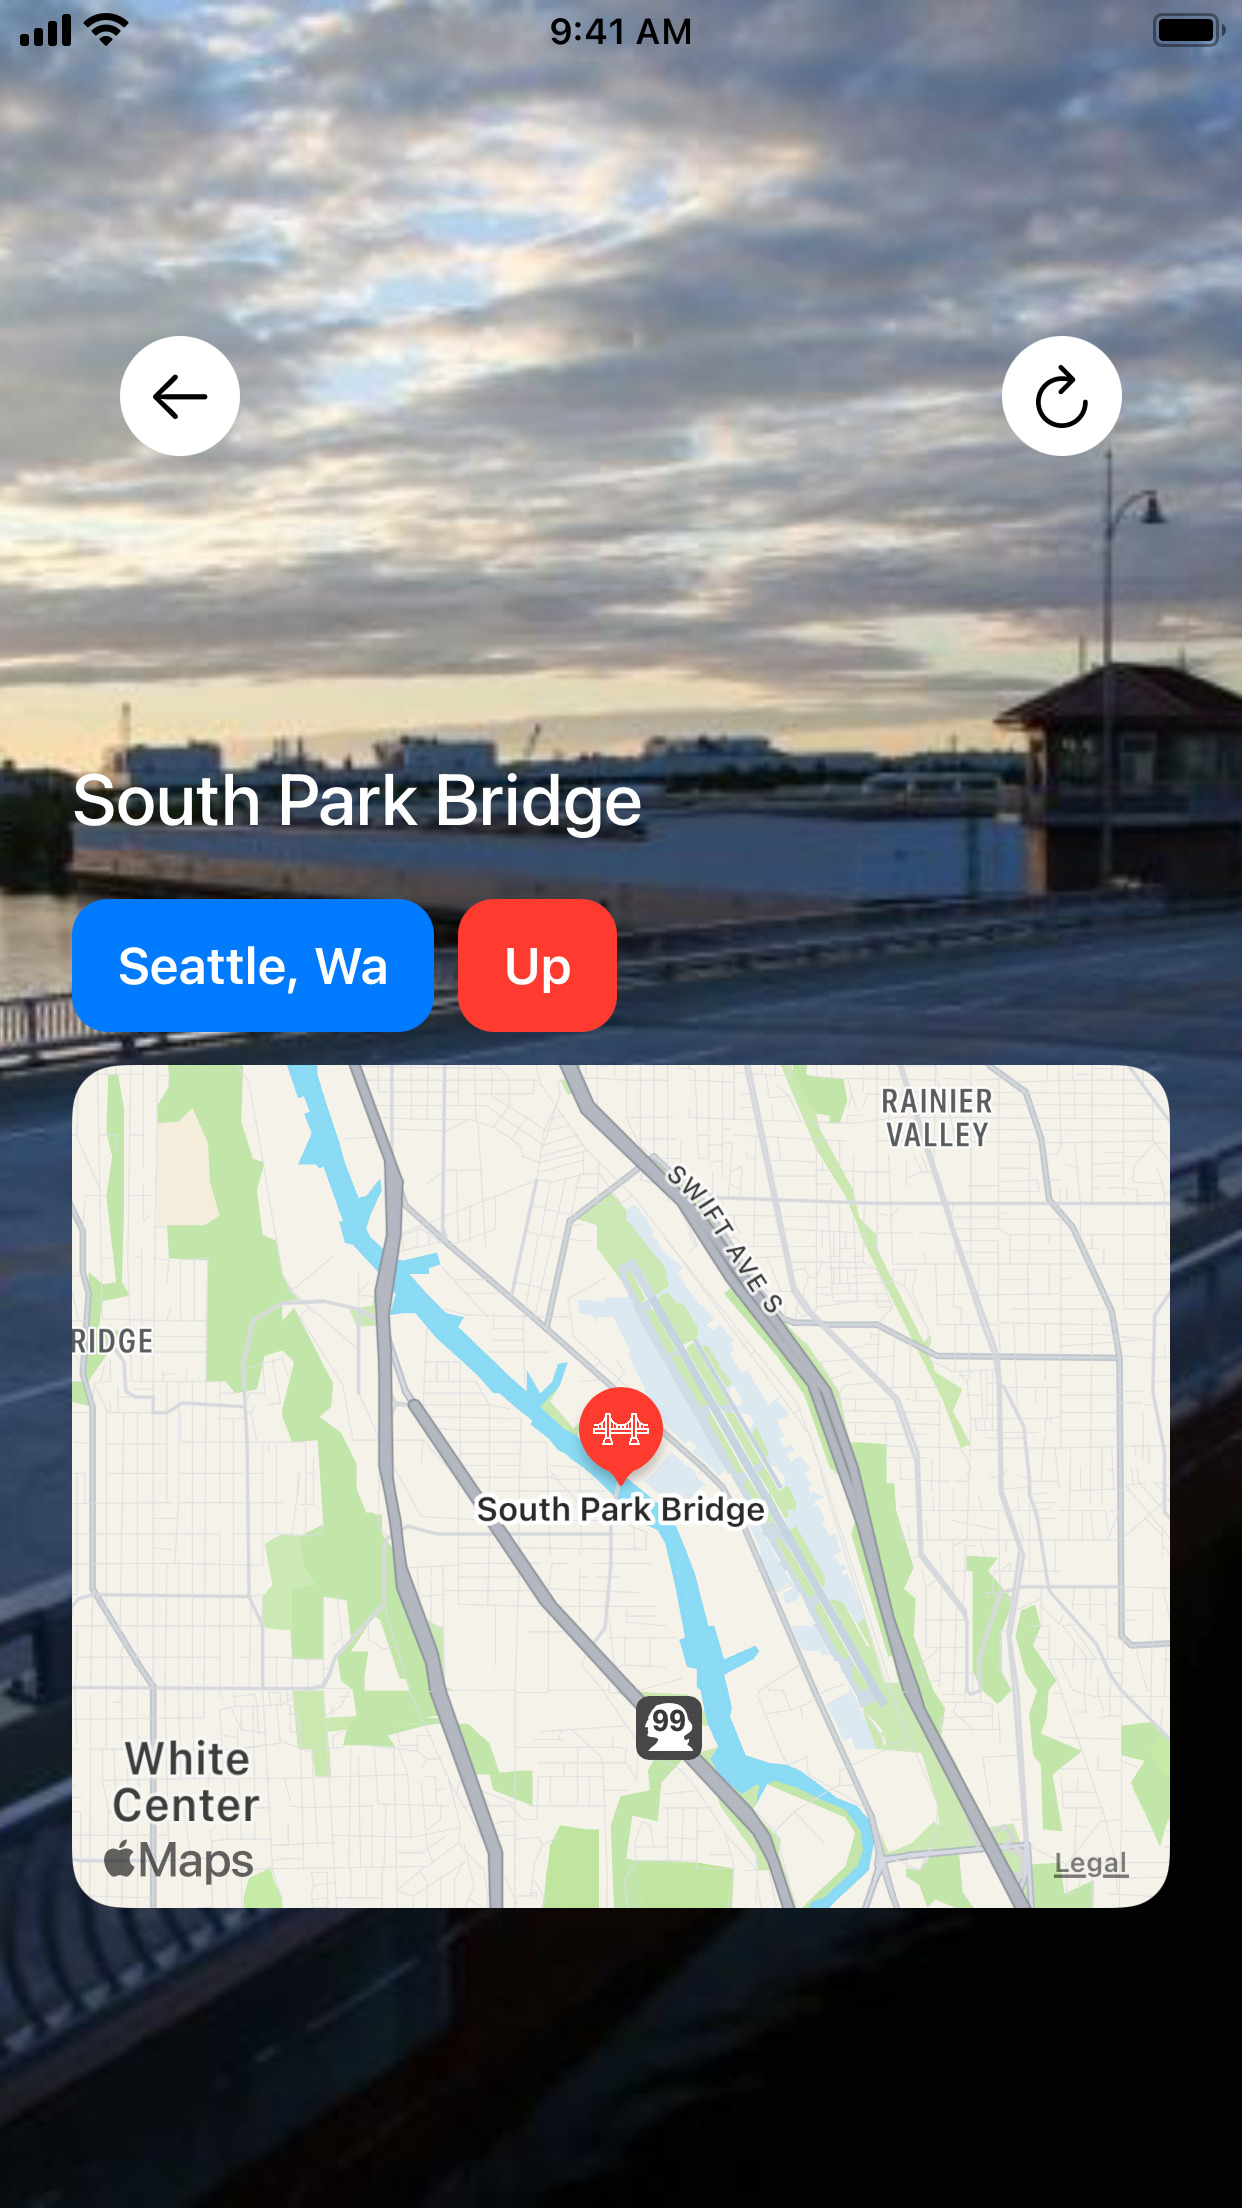 9:41 AM
South Park Bridge
Seattle, Wa
Up
RAINIER
VALLEY
SWIFT AVE S
RIDGE
South Park Bridge
99
White
Center
Maps
Legal